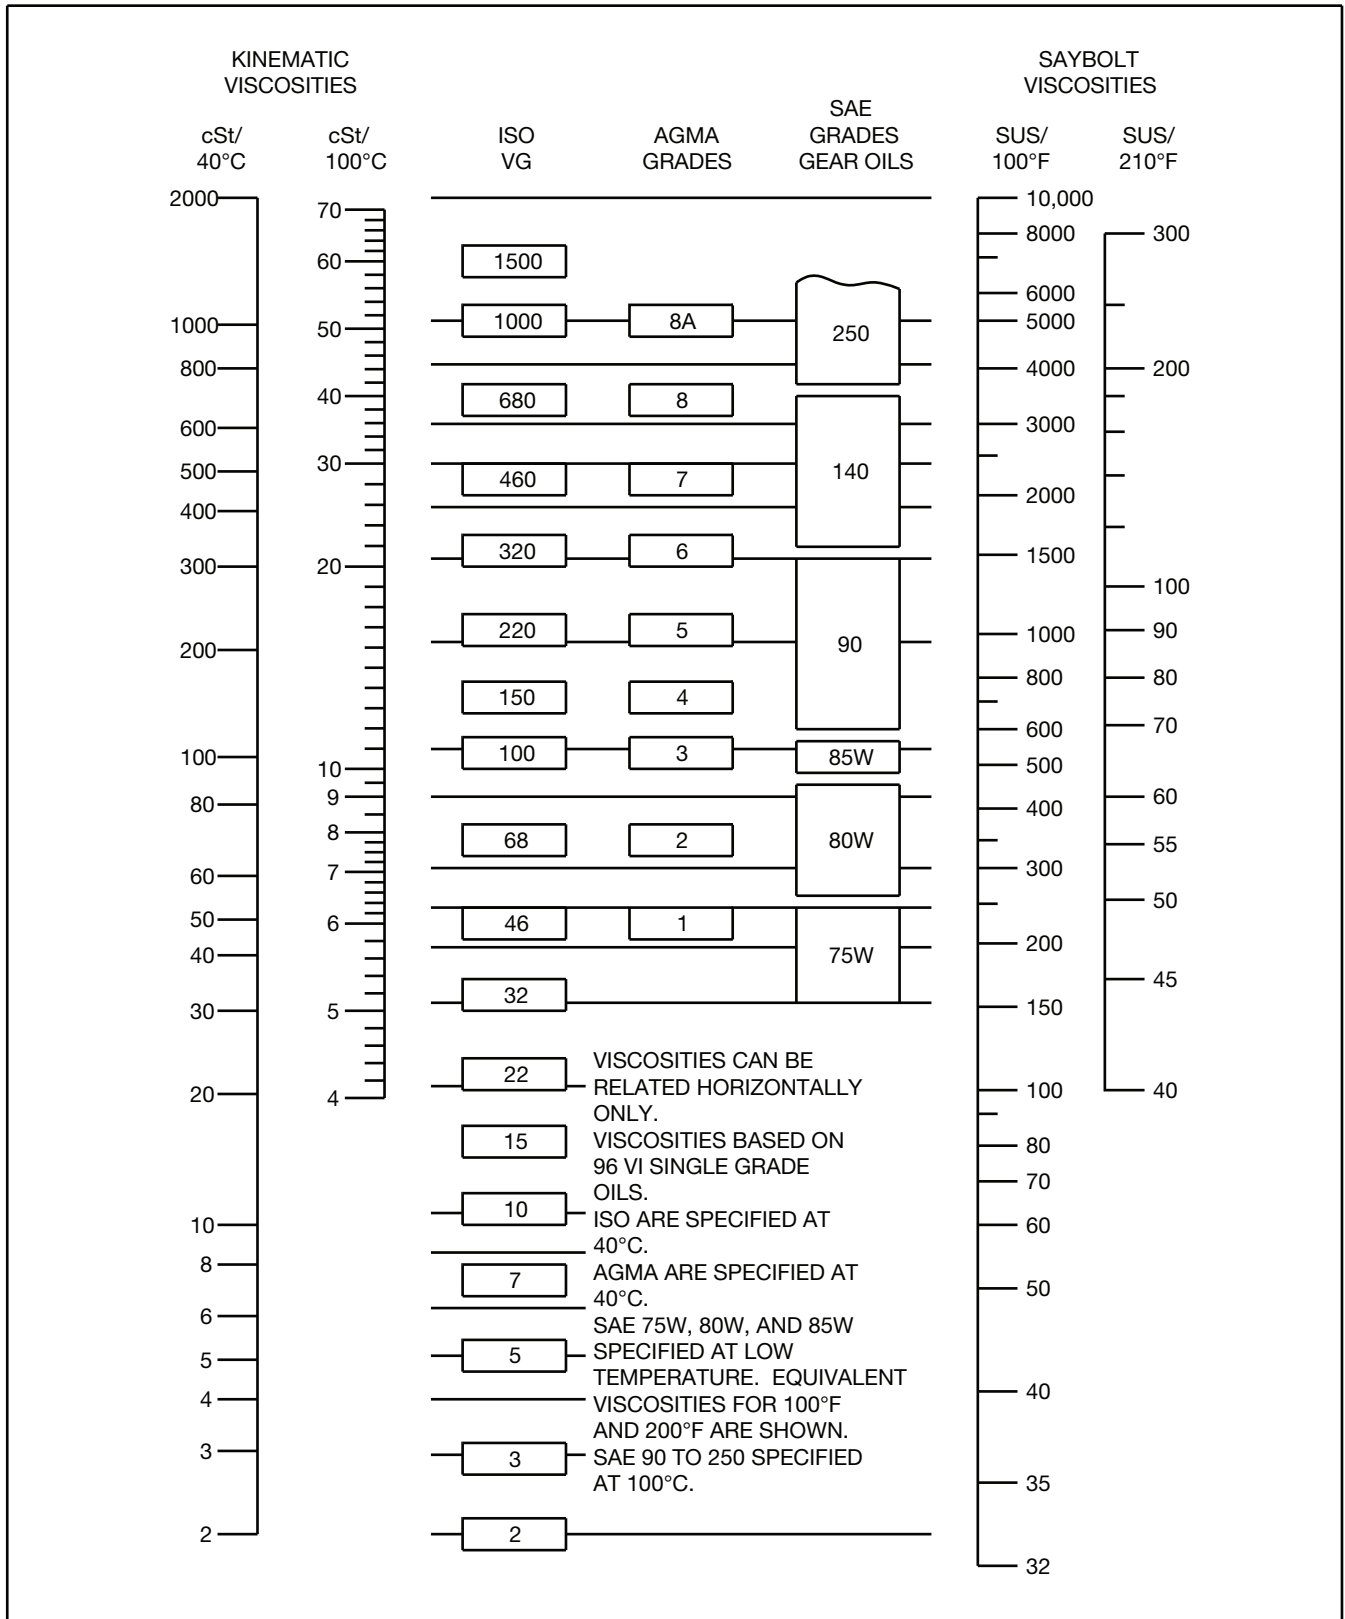 KINEMATIC
VISCOSITIES
SAYBOLT
VISCOSITIES
cSt/
40°C
cSt/
100°C
ISO
VG
AGMA
GRADES
SAE
GRADES
GEAR OILS
SUS/
100°F
SUS/
210°F
2000
1000
800
600
500
400
300
200
100
80
60
50
40
30
20
10
8
6
5
4
3
2
70
60
50
40
30
20
10
9
8
7
6
5
4
1500
1000
680
460
320
220
150
100
68
46
32
22
15
10
7
5
3
2
8A
8
7
6
5
4
3
2
1
250
140
90
85W
80W
75W
VISCOSITIES CAN BE
RELATED HORIZONTALLY
ONLY.
VISCOSITIES BASED ON
96 VI SINGLE GRADE
OILS.
ISO ARE SPECIFIED AT
40°C.
AGMA ARE SPECIFIED AT
40°C.
SAE 75W, 80W, AND 85W
SPECIFIED AT LOW
TEMPERATURE. EQUIVALENT
VISCOSITIES FOR 100°F
AND 200°F ARE SHOWN.
SAE 90 TO 250 SPECIFIED
AT 100°C.
10,000
8000
6000
5000
4000
3000
2000
1500
1000
800
600
500
400
300
200
150
100
80
70
60
50
40
35
32
300
200
100
90
80
70
60
55
50
45
40